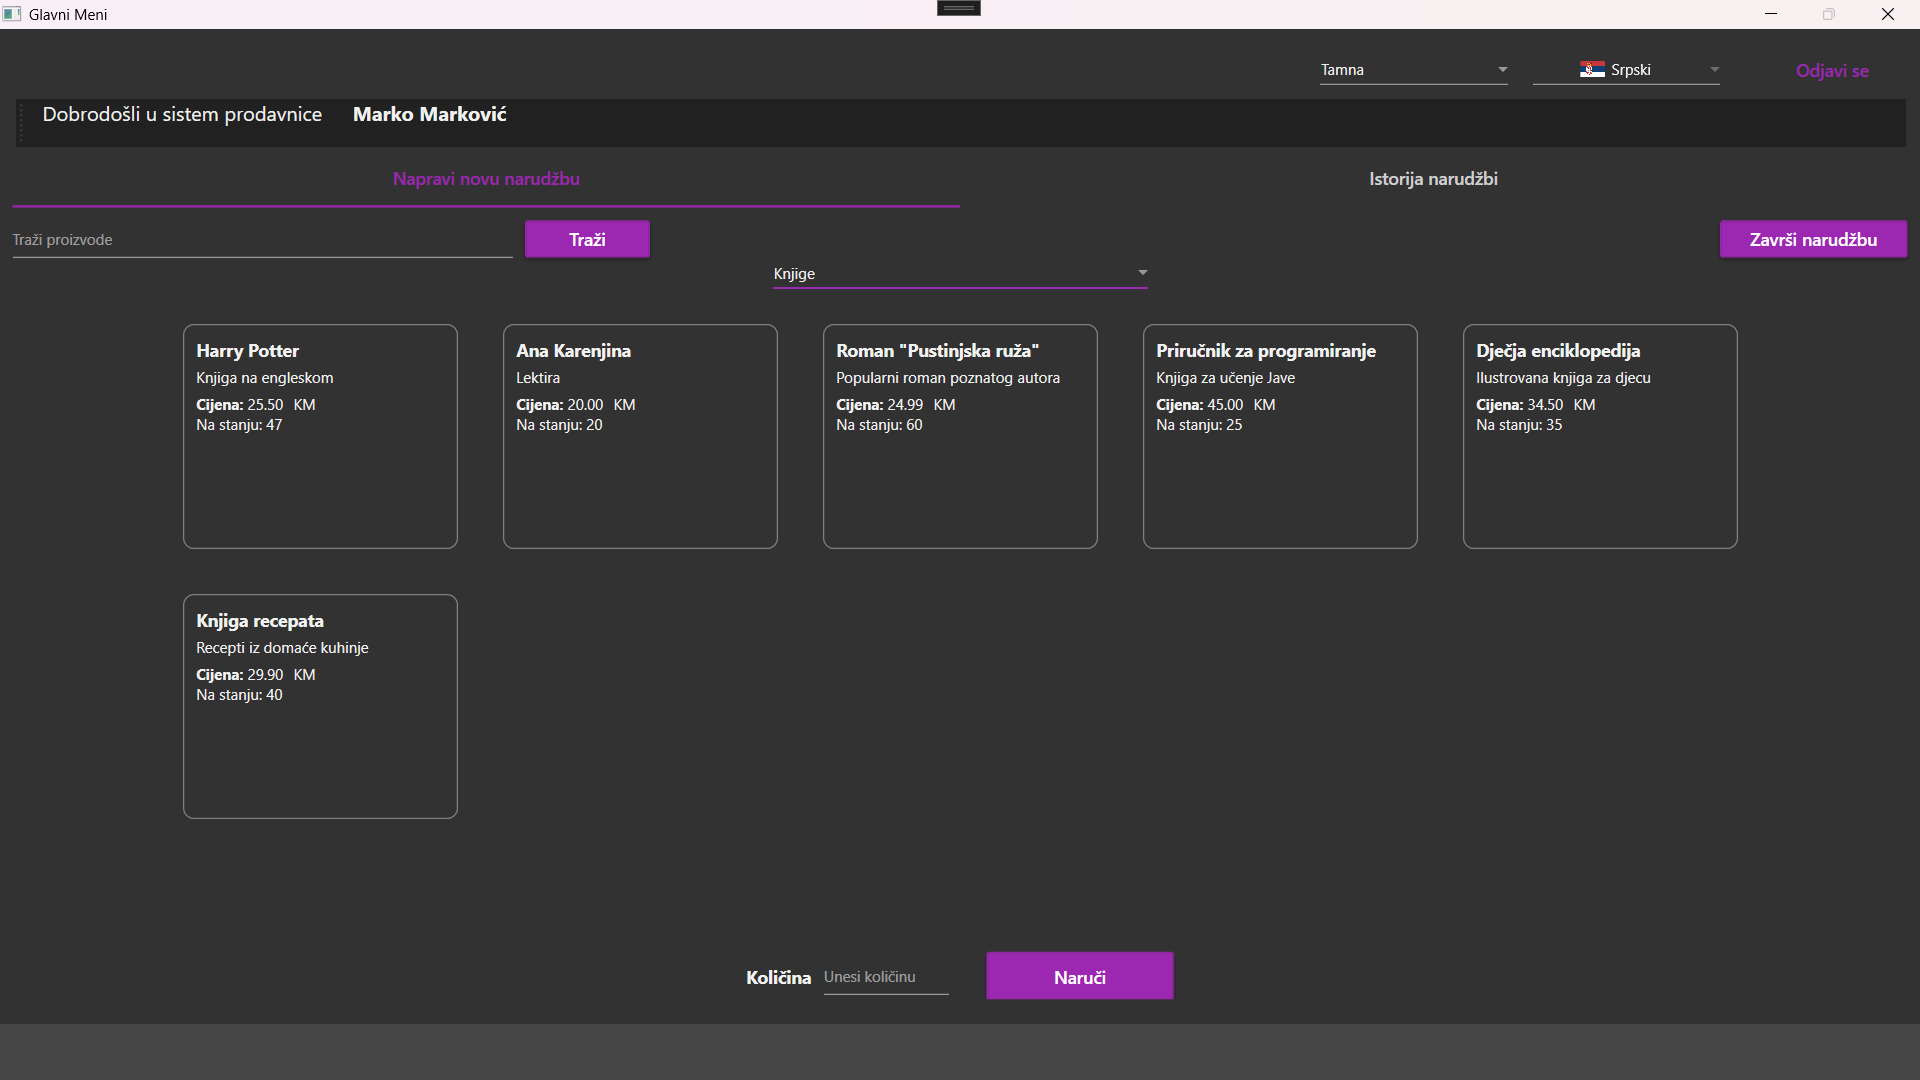 Glavni Meni
Tamna
Srpski
Odjavi se
Dobrodošli u sistem prodavnice Marko Marković
Napravi novu narudžbu
Istorija narudžbi
Traži proizvode
Traži
Završi narudžbu
Knjige
Harry Potter
Knjiga na engleskom
Cijena: 25.50 KM
Na stanju: 47
Ana Karenjina
Lektira
Cijena: 20.00 KM
Na stanju: 20
Roman "Pustinjska ruža"
Popularni roman poznatog autora
Cijena: 24.99 KM
Na stanju: 60
Priručnik za programiranje
Knjiga za učenje Jave
Cijena: 45.00 KM
Na stanju: 25
Dječja enciklopedija
Ilustrovana knjiga za djecu
Cijena: 34.50 KM
Na stanju: 35
Knjiga recepata
Recepti iz domaće kuhinje
Cijena: 29.90 KM
Na stanju: 40
Količina
Unesi količinu
Naruči